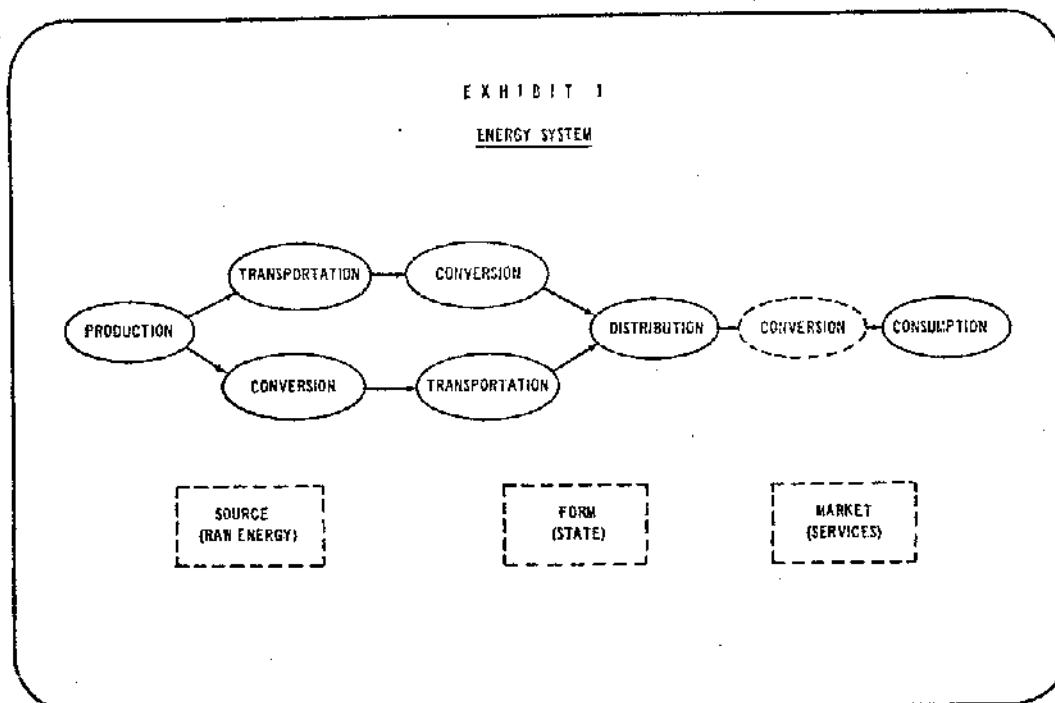 EXHIBIT 1
ENERGY SYSTEM
TRANSPORTATION
CONVERSION
PRODUCTION
DISTRIBUTION
CONVERSION
CONSUMPTION
CONVERSION
TRANSPORTATION
SOURCE
(RAW ENERGY)
FORM
(STATE)
MARKET
(SERVICES)